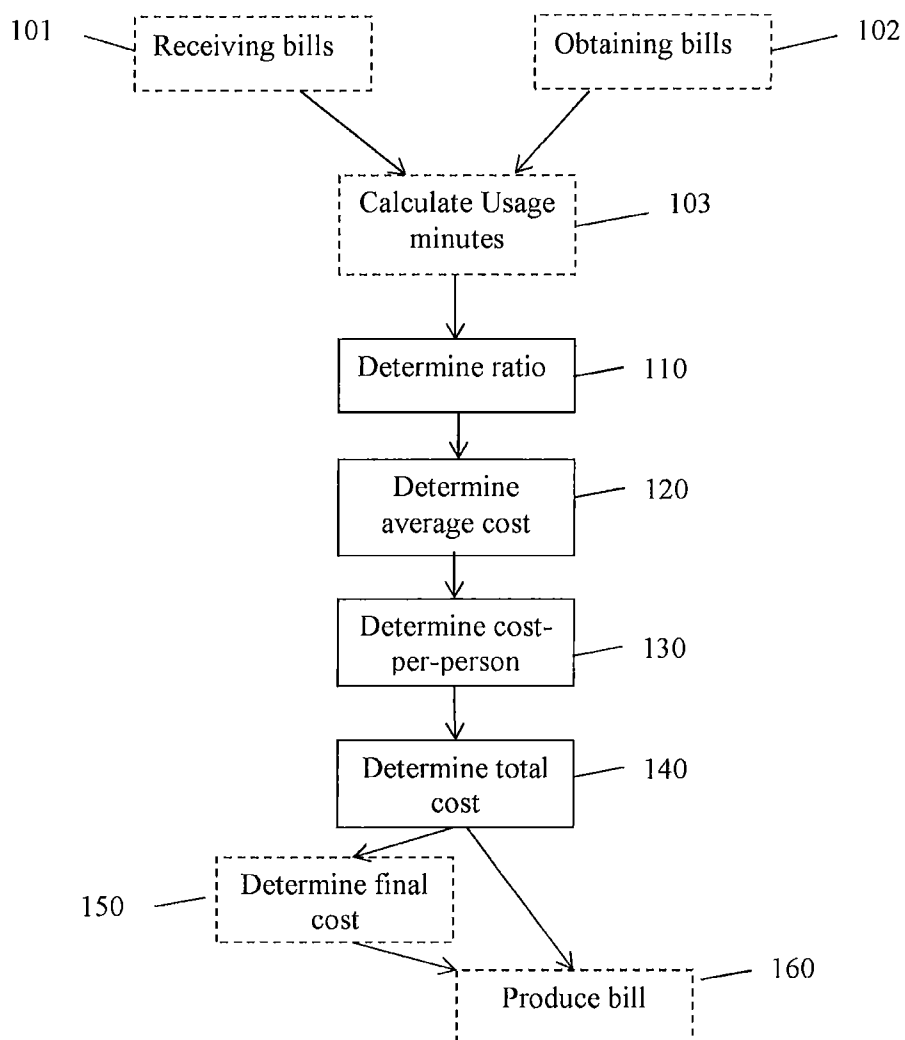 101
Receiving bills
Obtaining bills
102
Calculate Usage
minutes
103
Determine ratio
110
Determine
average cost
120
Determine cost-
per-person
130
Determine total
cost
140
150
Determine final
cost
160
Produce bill